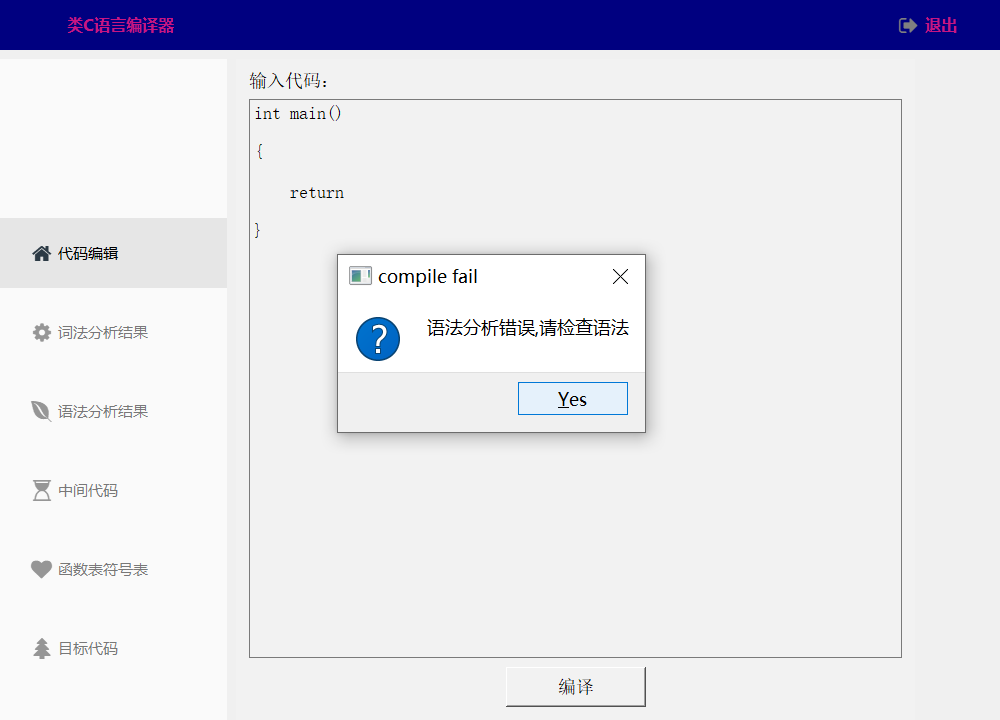 类C语言编译器
退出
代码编辑
词法分析结果
语法分析结果
中间代码
函数表符号表
目标代码
输入代码：
int main()
{
return
}
compile fail
语法分析错误,请检查语法
Yes
编译